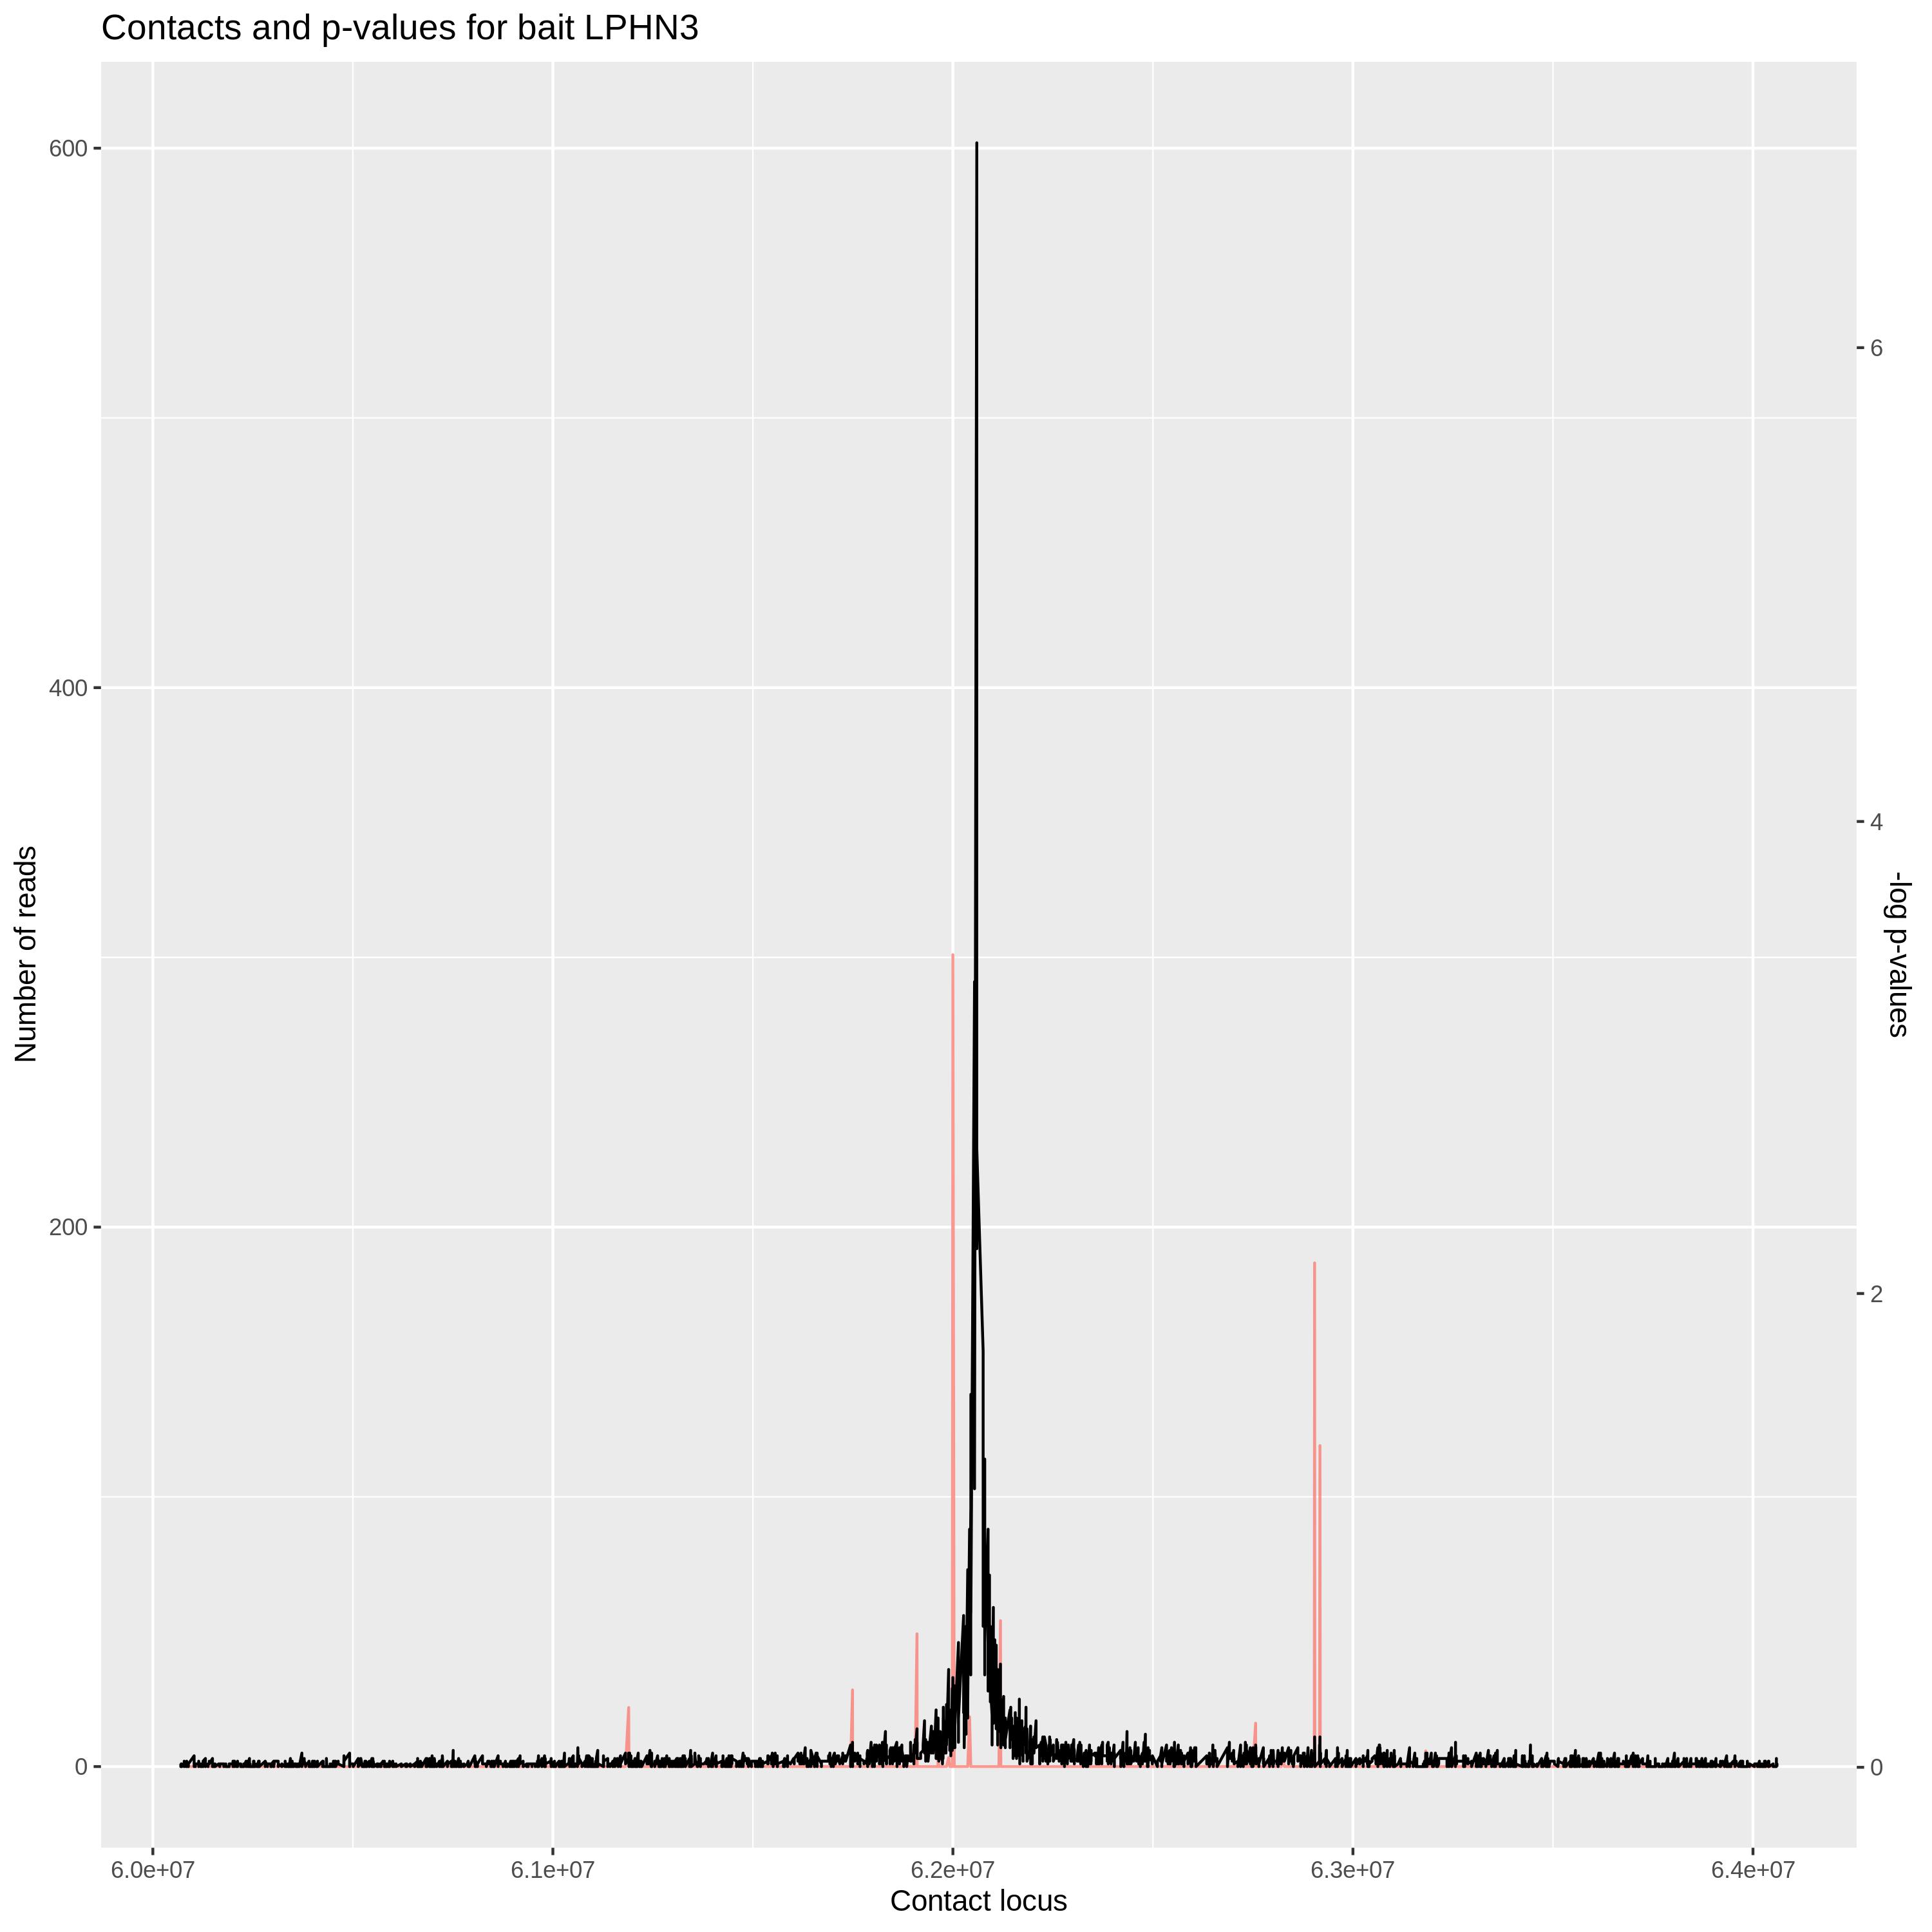 Contacts and p-values for bait LPHN3
Number of reads
600
400
200
0
6
4
2
0
-log p-values
6.0e+07
6.1e+07
6.2e+07
6.3e+07
6.4e+07
Contact locus